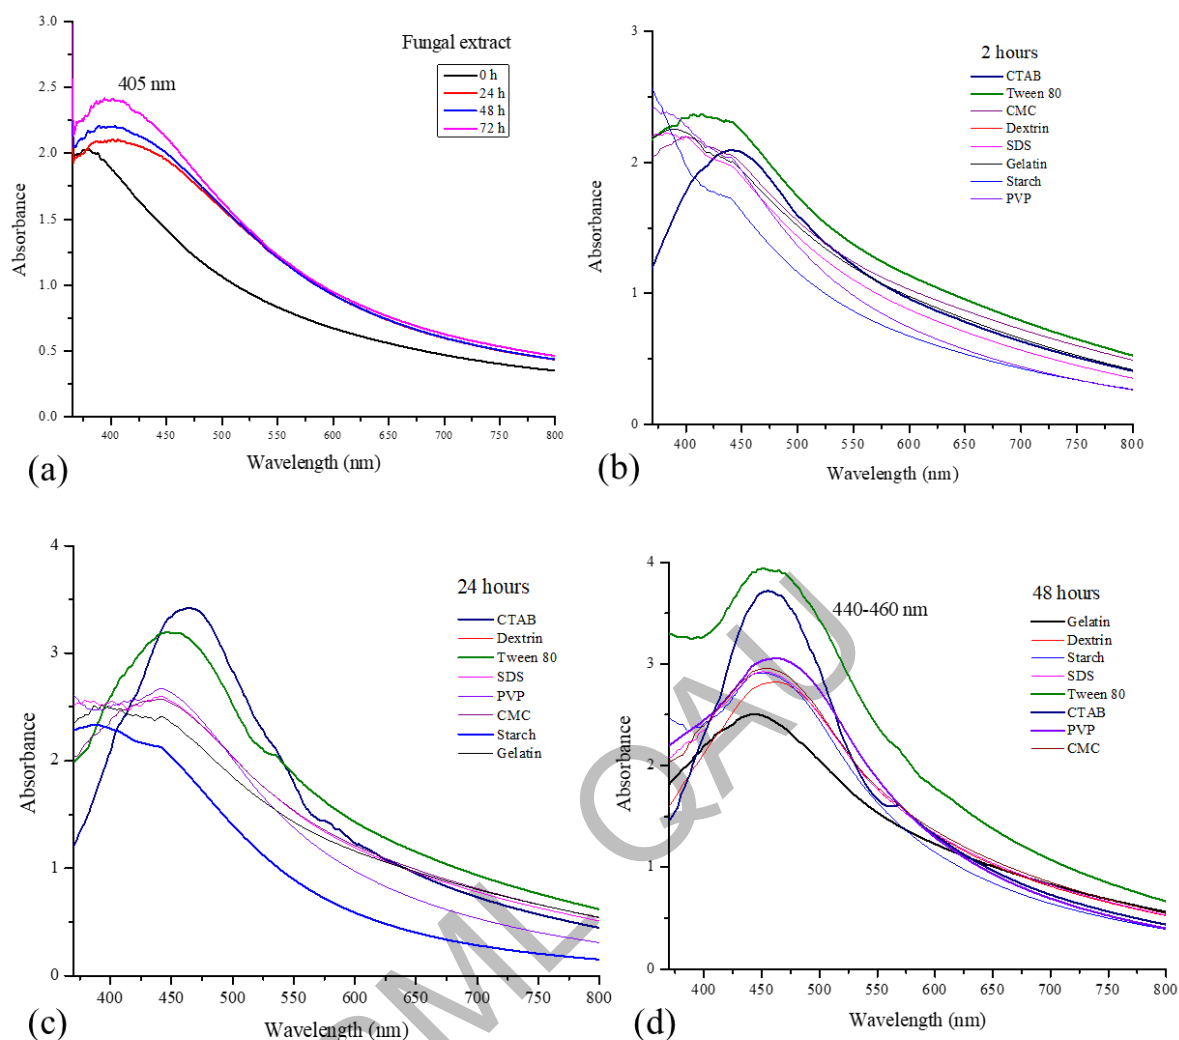 3.0
2.5
2.0
1.5
1.0
0.5
0.0
Absorbance
405 nm
Fungal extract
0 h
24 h
48 h
72 h
400 450 500 550 600 650 700 750 800
Wavelength (nm)
(a)
3
2
1
0
Absorbance
2 hours
CTAB
Tween 80
CMC
Dextrin
SDS
Gelatin
Starch
PVP
400 450 500 550 600 650 700 750 800
Wavelength (nm)
(b)
4
3
2
1
0
Absorbance
24 hours
CTAB
Dextrin
Tween 80
SDS
PVP
CMC
Starch
Gelatin
400 450 500 550 600 650 700 750 800
Wavelength (nm)
(c)
4
3
2
1
0
Absorbance
440-460 nm
48 hours
Gelatin
Dextrin
Starch
SDS
Tween 80
CTAB
PVP
CMC
400 450 500 550 600 650 700 750 800
Wavelength (nm)
(d)
QAU